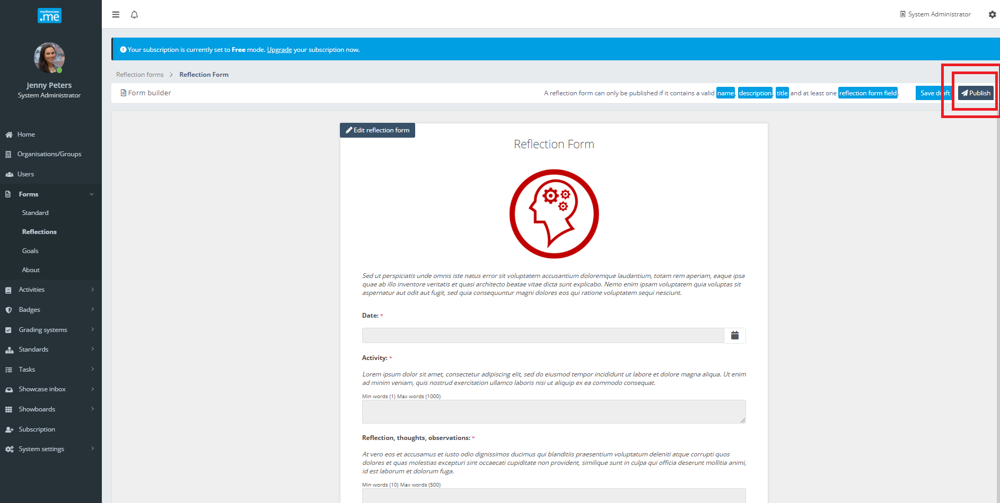 myshowcase
.me
Jenny Peters
System Administrator
Home
Organisations/Groups
Users
Forms
Standard
Reflections
Goals
About
Activities
Badges
Grading systems
Standards
Tasks
Showcase inbox
Showboards
Subscription
System settings
System Administrator
Your subscription is currently set to Free mode. Upgrade your subscription now.
Reflection forms > Reflection Form
Form builder
A reflection form can only be published if it contains a valid name, description, title and at least one reflection form field.
Save draft
Publish
Edit reflection form
Reflection Form
Sed ut perspiciatis unde omnis iste natus error sit voluptatem accusantium doloremque laudantium, totam rem aperiam, eaque ipsa
quae ab illo inventore veritatis et quasi architecto beatae vitae dicta sunt explicabo. Nemo enim ipsam voluptatem quia voluptas sit
aspernatur aut odit aut fugit, sed quia consequuntur magni dolores eos qui ratione voluptatem sequi nesciunt.
Date: *
Activity: *
Lorem ipsum dolor sit amet, consectetur adipiscing elit, sed do eiusmod tempor incididunt ut labore et dolore magna aliqua. Ut enim
ad minim veniam, quis nostrud exercitation ullamco laboris nisi ut aliquip ex ea commodo consequat.
Min words (1) Max words (1000)
Reflection, thoughts, observations: *
At vero eos et accusamus et iusto odio dignissimos ducimus qui blanditiis praesentium voluptatum deleniti atque corrupti quos
dolores et quas molestias excepturi sint occaecati cupiditate non provident, similique sunt in culpa qui officia deserunt mollitia animi,
id est laborum et dolorum fuga.
Min words (10) Max words (500)